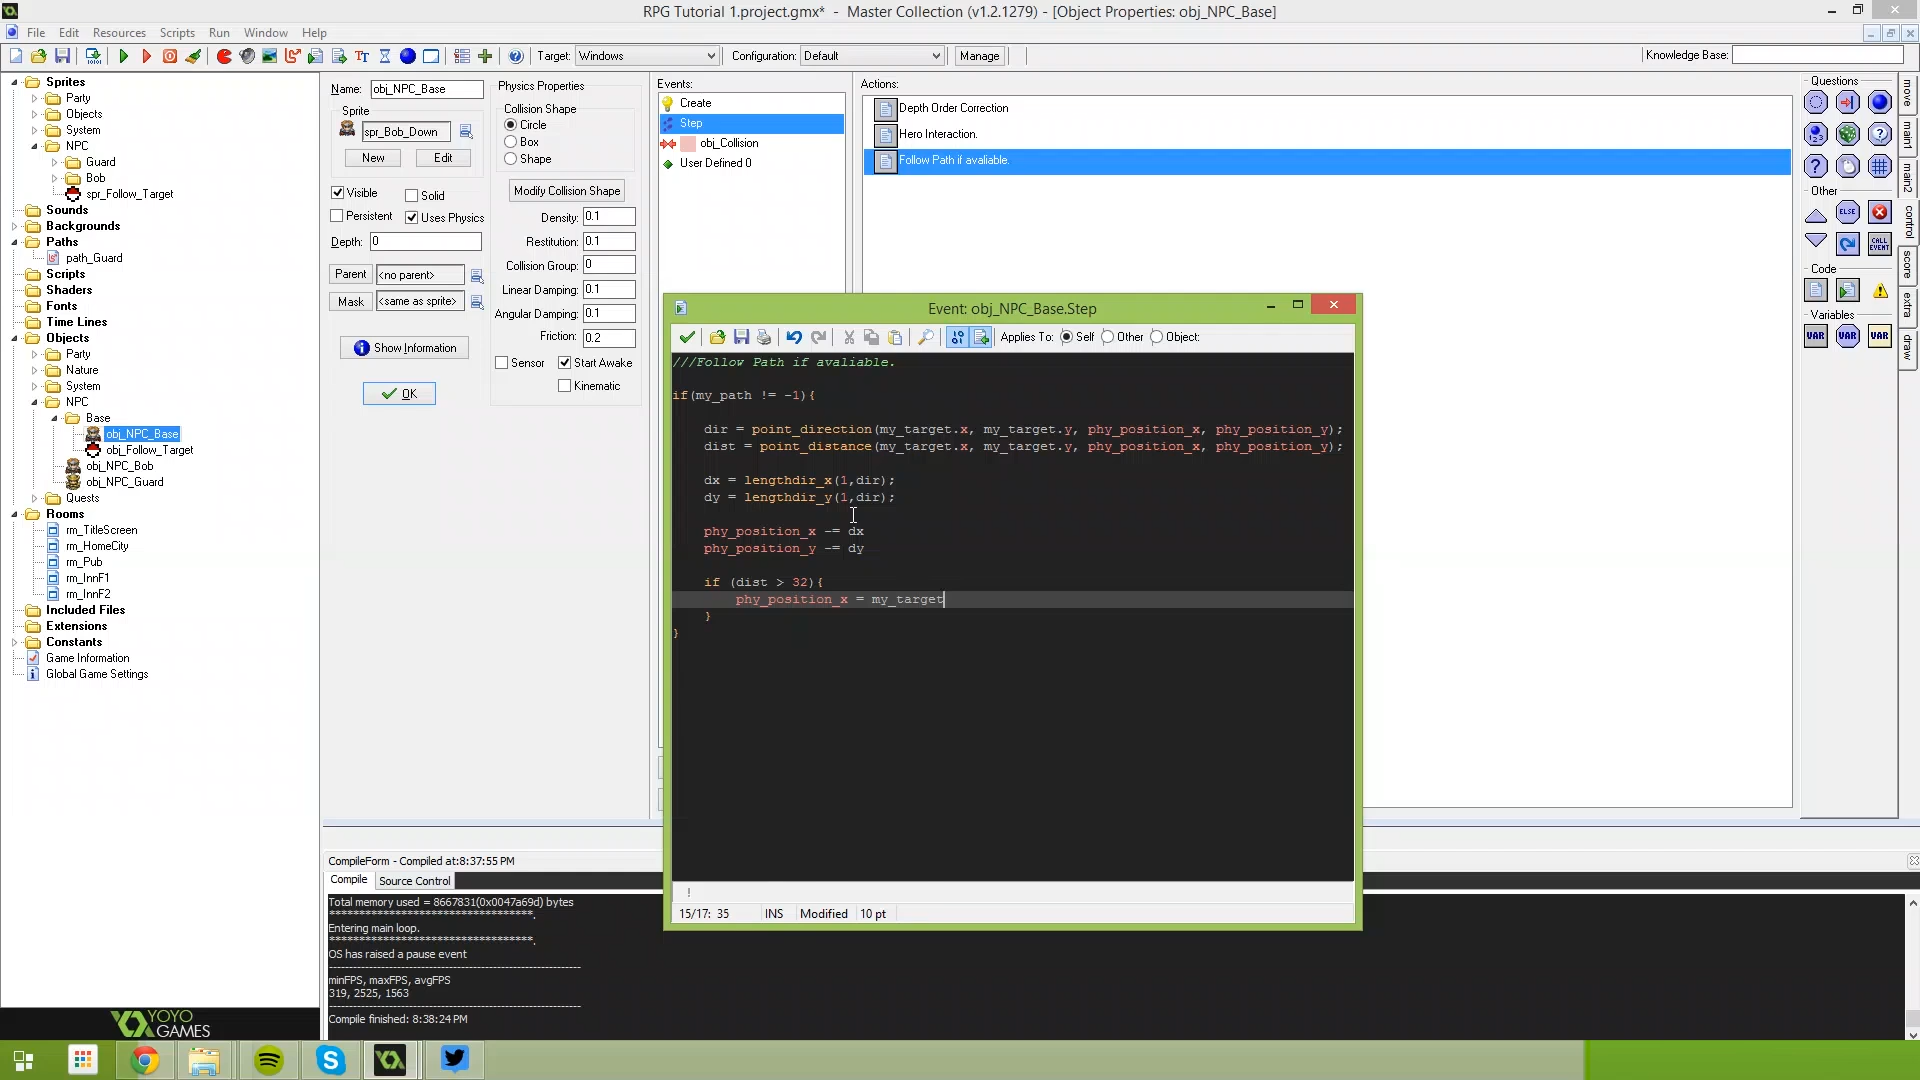 RPG Tutorial 1.project.gmx* - Master Collection (v1.2.1279) - [Object Properties: obj_NPC_Base]
File Edit Resources Scripts Run Window Help
Target: Windows Configuration: Default Manage Knowledge Base:
Sprites
Party
Objects
System
NPC
Guard
Bob
spr_Follow_Target
Sounds
Backgrounds
Paths
path_Guard
Scripts
Shaders
Fonts
Time Lines
Objects
Party
Nature
System
NPC
Base
obj_NPC_Base
obj_Follow_Target
obj_NPC_Bob
obj_NPC_Guard
Quests
Rooms
rm_TitleScreen
rm_HomeCity
rm_Pub
rm_InnF1
rm_InnF2
Included Files
Extensions
Constants
Game Information
Global Game Settings
YOYO
GAMES
Name: obj_NPC_Base
Sprite
spr_Bob_Down
New Edit
Visible Solid
Persistent Uses Physics
Depth: 0
Parent <no parent>
Mask <same as sprite>
Show Information
OK
Physics Properties
Collision Shape
Circle
Box
Shape
Modify Collision Shape
Density: 0.1
Restitution: 0.1
Collision Group: 0
Linear Damping: 0.1
Angular Damping: 0.1
Friction: 0.2
Sensor Start Awake
Kinematic
Events:
Create
Step
obj_Collision
User Defined 0
Actions:
Depth Order Correction
Hero Interaction.
Follow Path if avaliable.
Event: obj_NPC_Base.Step
Applies To: Self Other Object:
///Follow Path if avaliable.
if(my_path != -1){
dir = point_direction(my_target.x, my_target.y, phy_position_x, phy_position_y);
dist = point_distance(my_target.x, my_target.y, phy_position_x, phy_position_y);
dx = lengthdir_x(1,dir);
dy = lengthdir_y(1,dir);
phy_position_x -= dx
phy_position_y -= dy
if (dist > 32){
phy_position_x = my_target
}
}
!
15/17: 35 INS Modified 10 pt
Questions
Other
ELSE
CALL
EVENT
Code
Variables
VAR VAR VAR
move
main1
main2
control
score
extra
draw
CompileForm - Compiled at:8:37:55 PM
Compile Source Control
Total memory used = 8667831(0x0047a69d) bytes
**********************************.
Entering main loop.
**********************************.
OS has raised a pause event
minFPS, maxFPS, avgFPS
319, 2525, 1563
Compile finished: 8:38:24 PM